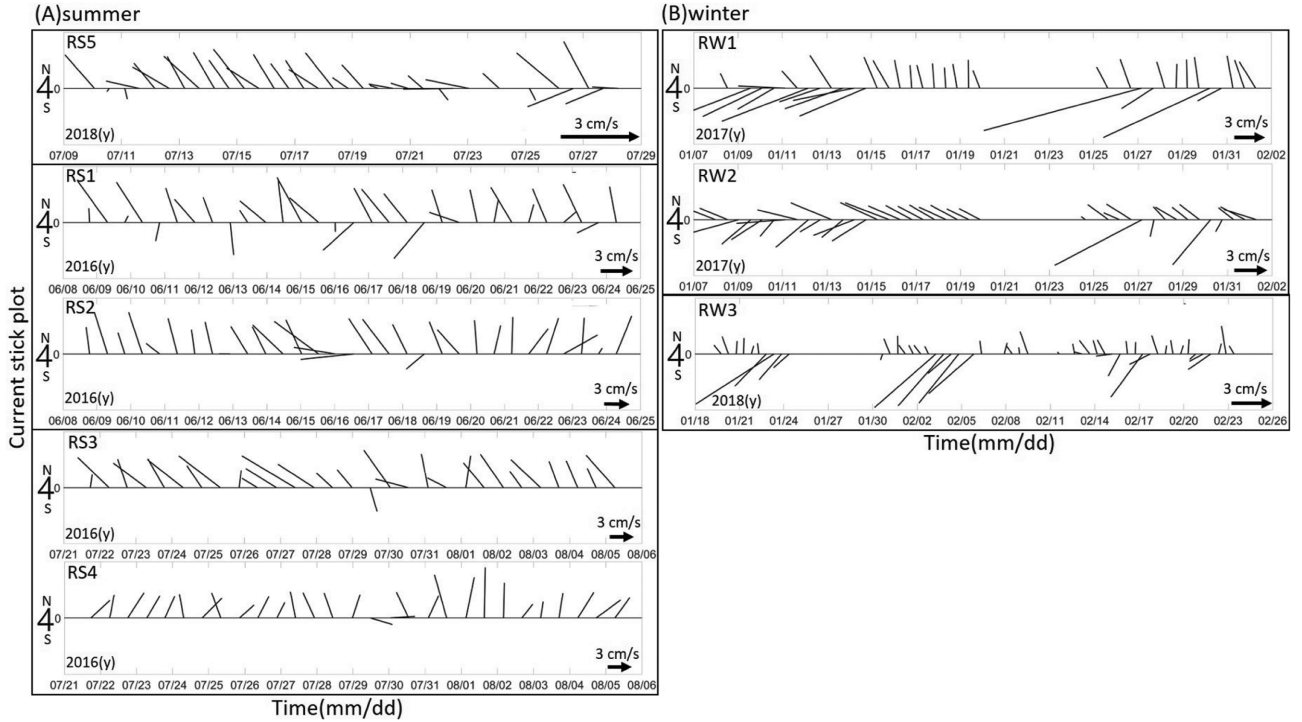 (A)summer
RS5
N
4 0
S
2018(y)
3 cm/s
07/09 07/11 07/13 07/15 07/17 07/19 07/21 07/23 07/25 07/27 07/29
RS1
N
4 0
S
2016(y)
3 cm/s
06/08 06/09 06/10 06/11 06/12 06/13 06/14 06/15 06/16 06/17 06/18 06/19 06/20 06/21 06/22 06/23 06/24 06/25
RS2
N
4 0
S
2016(y)
3 cm/s
06/08 06/09 06/10 06/11 06/12 06/13 06/14 06/15 06/16 06/17 06/18 06/19 06/20 06/21 06/22 06/23 06/24 06/25
RS3
N
4 0
S
2016(y)
3 cm/s
07/21 07/22 07/23 07/24 07/25 07/26 07/27 07/28 07/29 07/30 07/31 08/01 08/02 08/03 08/04 08/05 08/06
RS4
N
4 0
S
2016(y)
3 cm/s
07/21 07/22 07/23 07/24 07/25 07/26 07/27 07/28 07/29 07/30 07/31 08/01 08/02 08/03 08/04 08/05 08/06
Current stick plot
Time(mm/dd)
(B)winter
RW1
N
4 0
S
2017(y)
3 cm/s
01/07 01/09 01/11 01/13 01/15 01/17 01/19 01/21 01/23 01/25 01/27 01/29 01/31 02/02
RW2
N
4 0
S
2017(y)
3 cm/s
01/07 01/09 01/11 01/13 01/15 01/17 01/19 01/21 01/23 01/25 01/27 01/29 01/31 02/02
RW3
N
4 0
S
2018(y)
3 cm/s
01/18 01/21 01/24 01/27 01/30 02/02 02/05 02/08 02/11 02/14 02/17 02/20 02/23 02/26
Time(mm/dd)